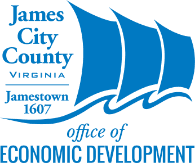 James
City
County
VIRGINIA
Jamestown
1607
office of
ECONOMIC DEVELOPMENT